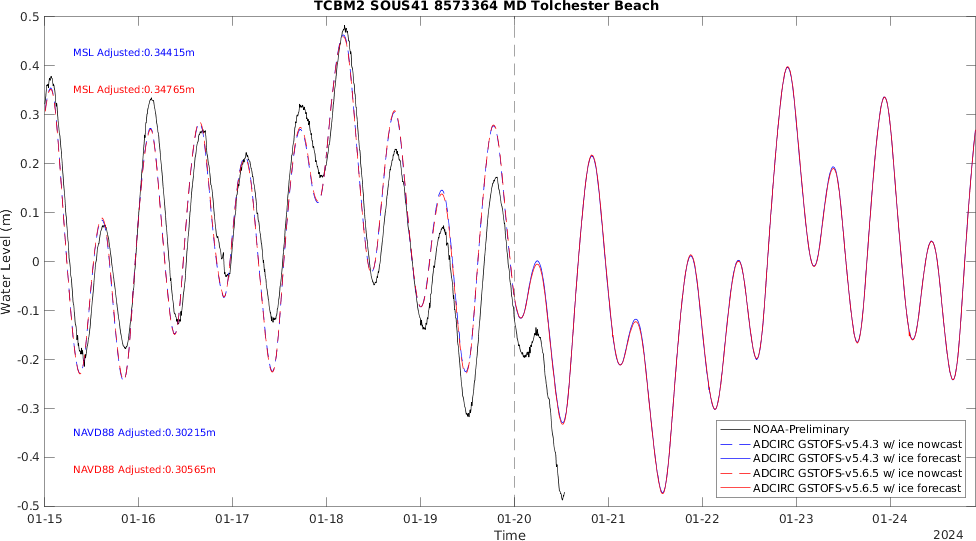 TCBM2 SOUS41 8573364 MD Tolchester Beach
0.5
0.4
0.3
0.2
0.1
0
-0.1
-0.2
-0.3
-0.4
-0.5
Water Level (m)
MSL Adjusted:0.34415m
MSL Adjusted:0.34765m
NAVD88 Adjusted:0.30215m
NAVD88 Adjusted:0.30565m
NOAA-Preliminary
ADCIRC GSTOFS-v5.4.3 w/ ice nowcast
ADCIRC GSTOFS-v5.4.3 w/ ice forecast
ADCIRC GSTOFS-v5.6.5 w/ ice nowcast
ADCIRC GSTOFS-v5.6.5 w/ ice forecast
01-15 01-16 01-17 01-18 01-19 01-20 01-21 01-22 01-23 01-24
Time
2024